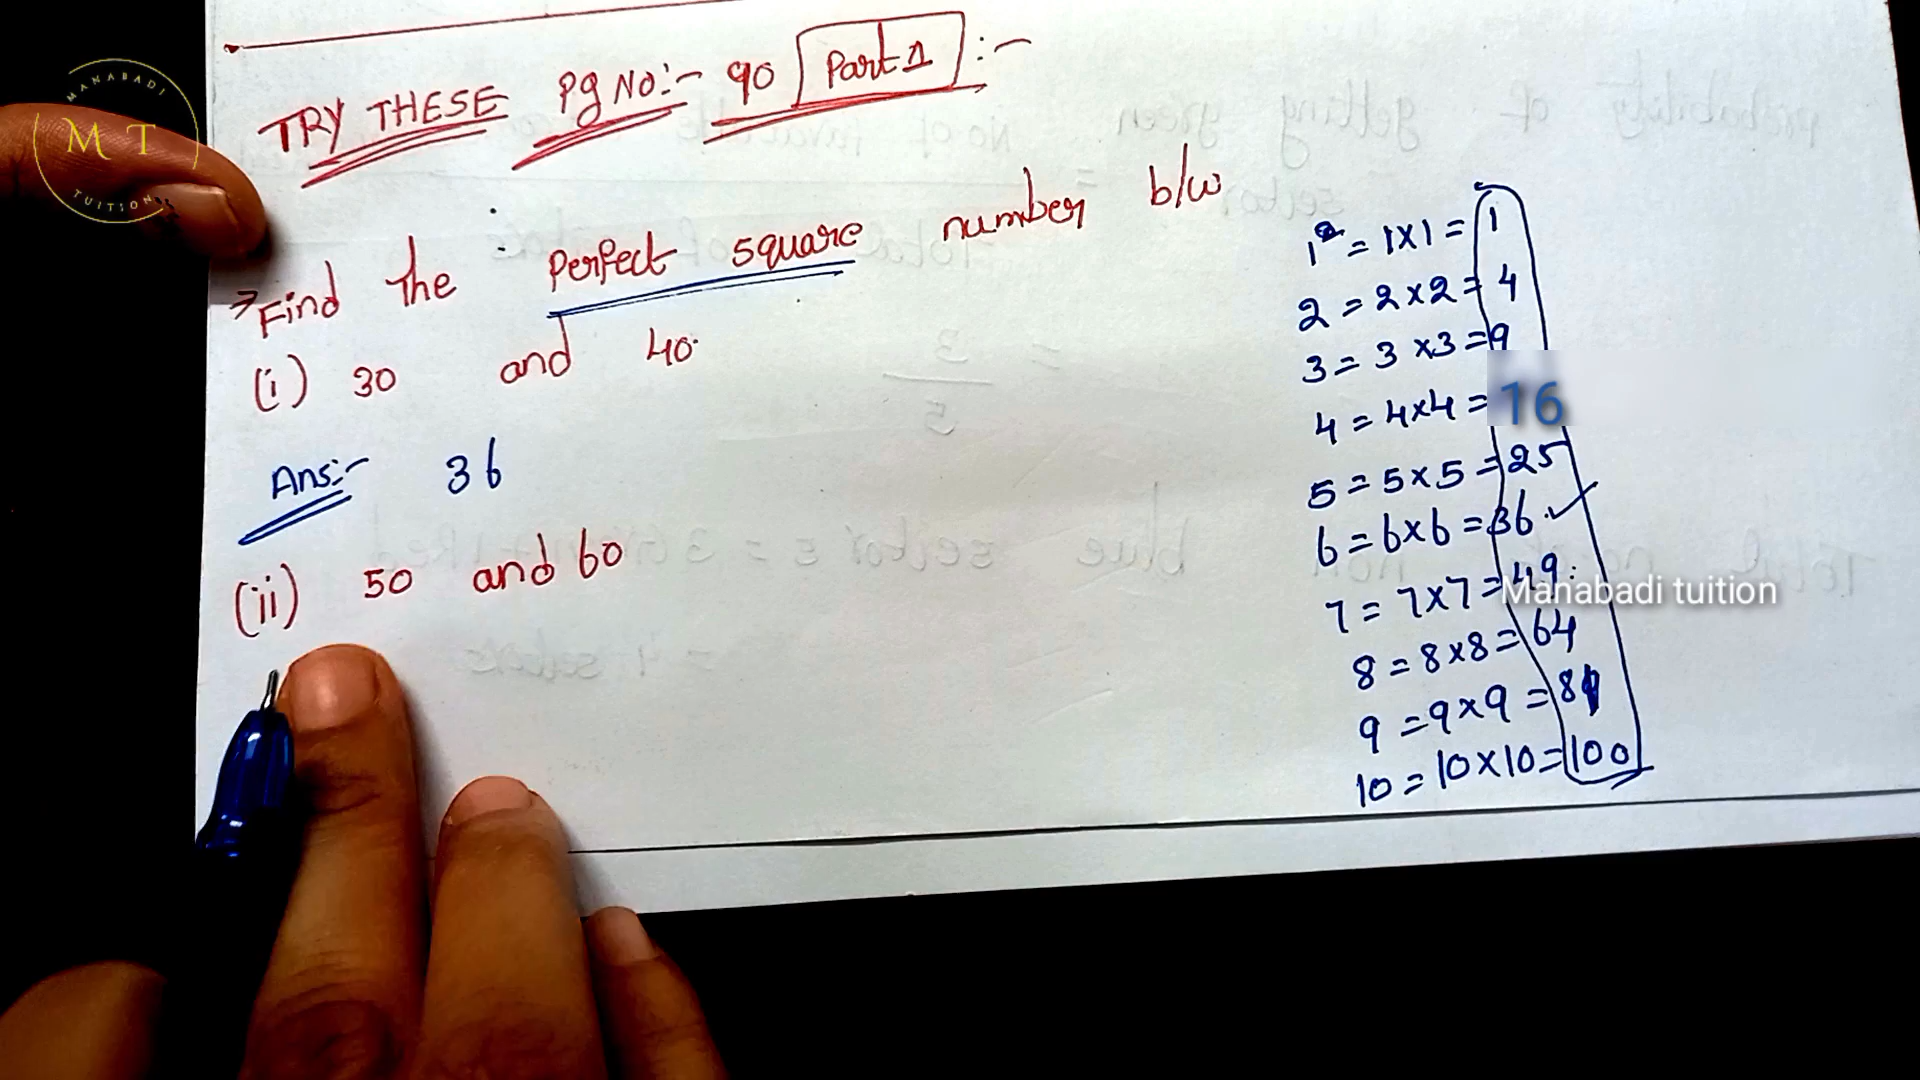 MANABADI
M T
TUITION
TRY THESE Pg NO:- 90 Part 1 :-
→ Find the perfect square number b/w
(i) 30 and 40.
Ans:- 36
(ii) 50 and 60
1² = 1x1 = 1
2 = 2x2 = 4
3 = 3x3 = 9
4 = 4x4 = 16
5 = 5x5 = 25
6 = 6x6 = 36 ✓
7 = 7x7 = 49
8 = 8x8 = 64
9 = 9x9 = 81
10 = 10x10 = 100
Manabadi tuition